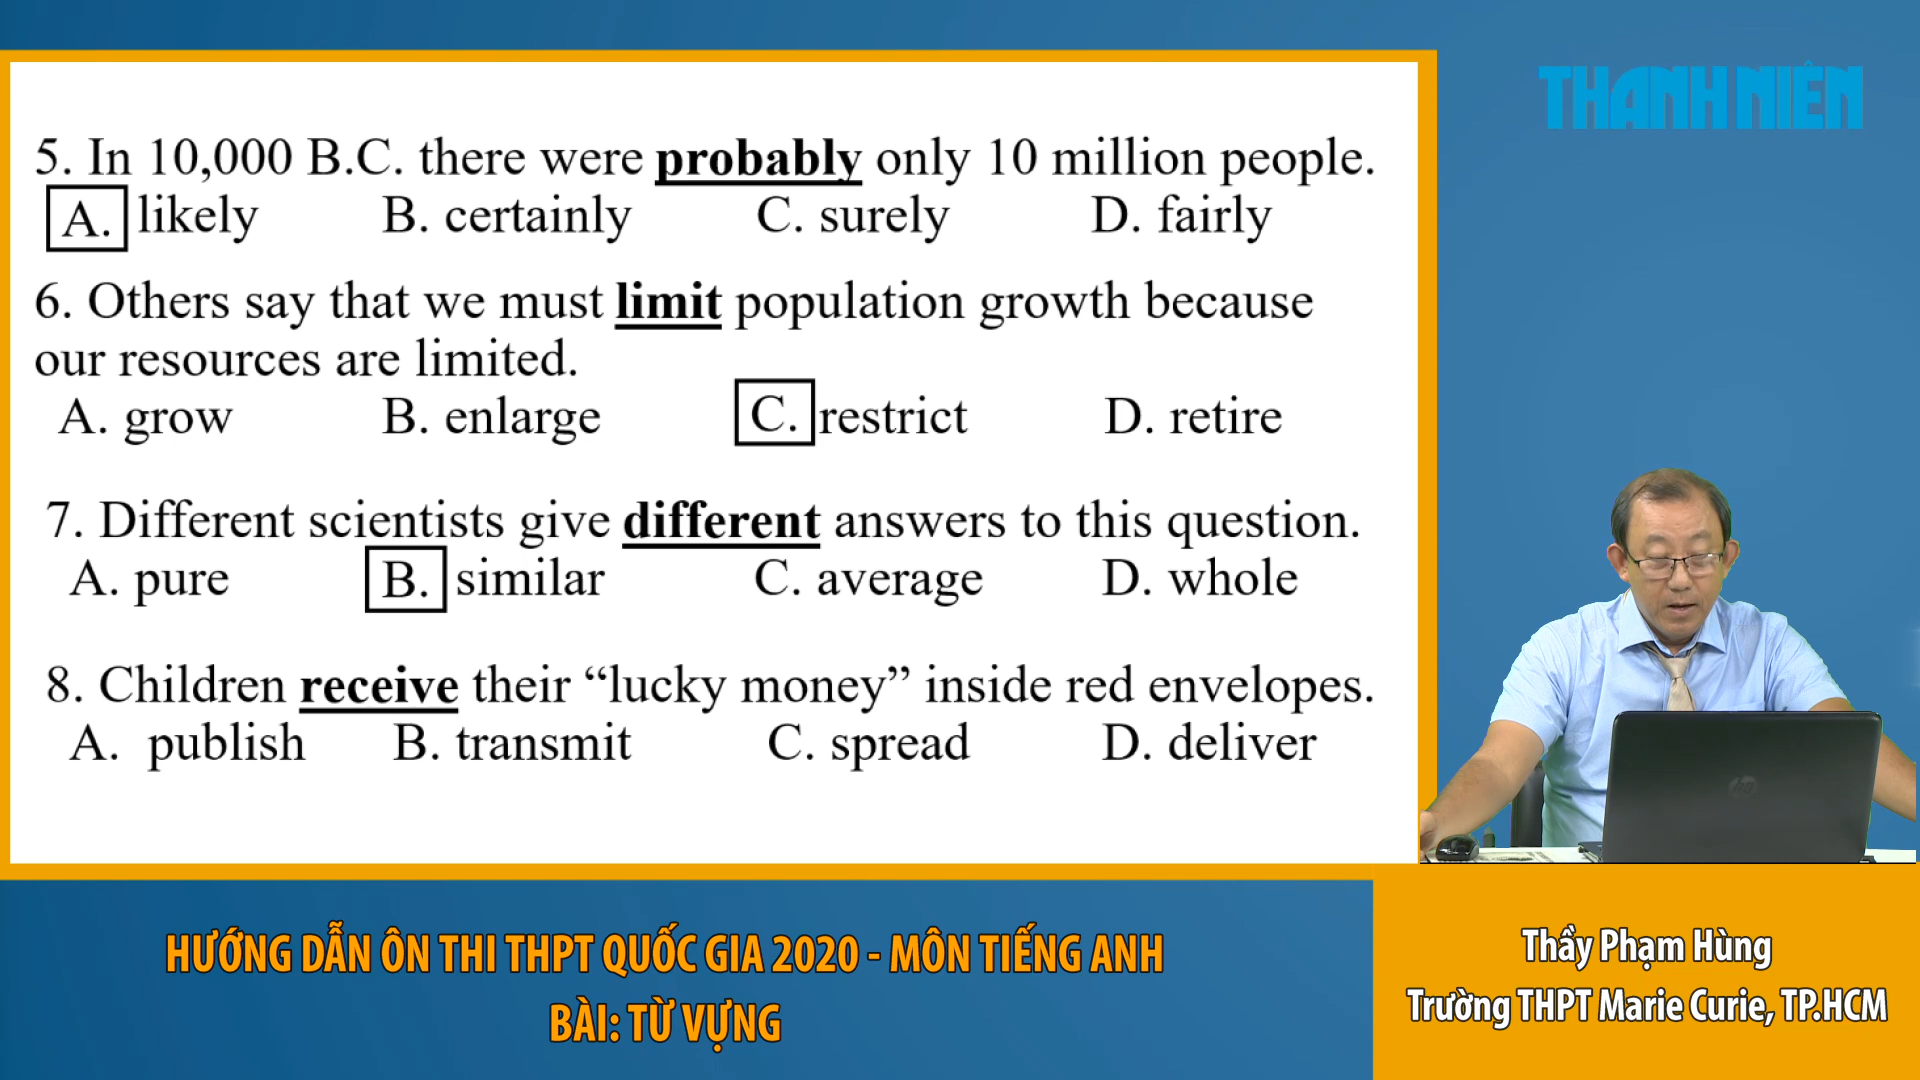 THANH NIÊN
5. In 10,000 B.C. there were probably only 10 million people.
A. likely B. certainly C. surely D. fairly
6. Others say that we must limit population growth because
our resources are limited.
A. grow B. enlarge C. restrict D. retire
7. Different scientists give different answers to this question.
A. pure B. similar C. average D. whole
8. Children receive their “lucky money” inside red envelopes.
A. publish B. transmit C. spread D. deliver
hp
HƯỚNG DẪN ÔN THI THPT QUỐC GIA 2020 - MÔN TIẾNG ANH
BÀI: TỪ VỰNG
Thầy Phạm Hùng
Trường THPT Marie Curie, TP.HCM